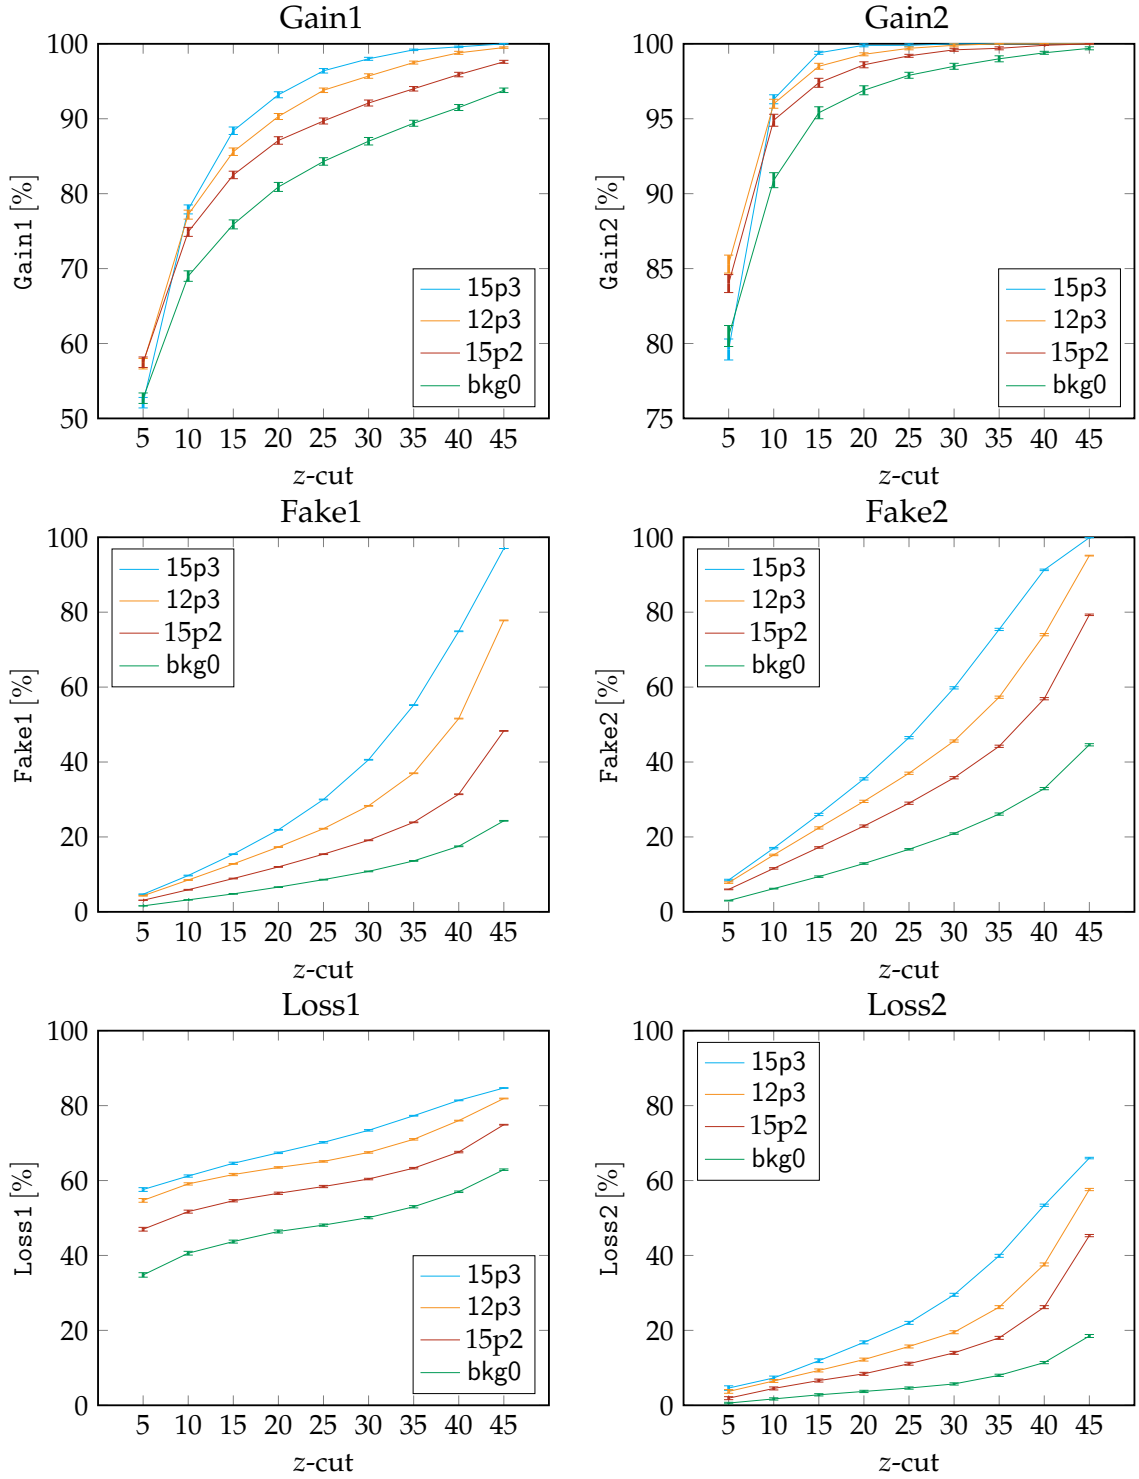 Gain1
100
90
80
70
60
50
Gain1 [%]
15p3
12p3
15p2
bkg0
5 10 15 20 25 30 35 40 45
z-cut
Gain2
100
95
90
85
80
75
Gain2 [%]
15p3
12p3
15p2
bkg0
5 10 15 20 25 30 35 40 45
z-cut
Fake1
100
80
60
40
20
0
Fake1 [%]
15p3
12p3
15p2
bkg0
5 10 15 20 25 30 35 40 45
z-cut
Fake2
100
80
60
40
20
0
Fake2 [%]
15p3
12p3
15p2
bkg0
5 10 15 20 25 30 35 40 45
z-cut
Loss1
100
80
60
40
20
0
Loss1 [%]
15p3
12p3
15p2
bkg0
5 10 15 20 25 30 35 40 45
z-cut
Loss2
100
80
60
40
20
0
Loss2 [%]
15p3
12p3
15p2
bkg0
5 10 15 20 25 30 35 40 45
z-cut